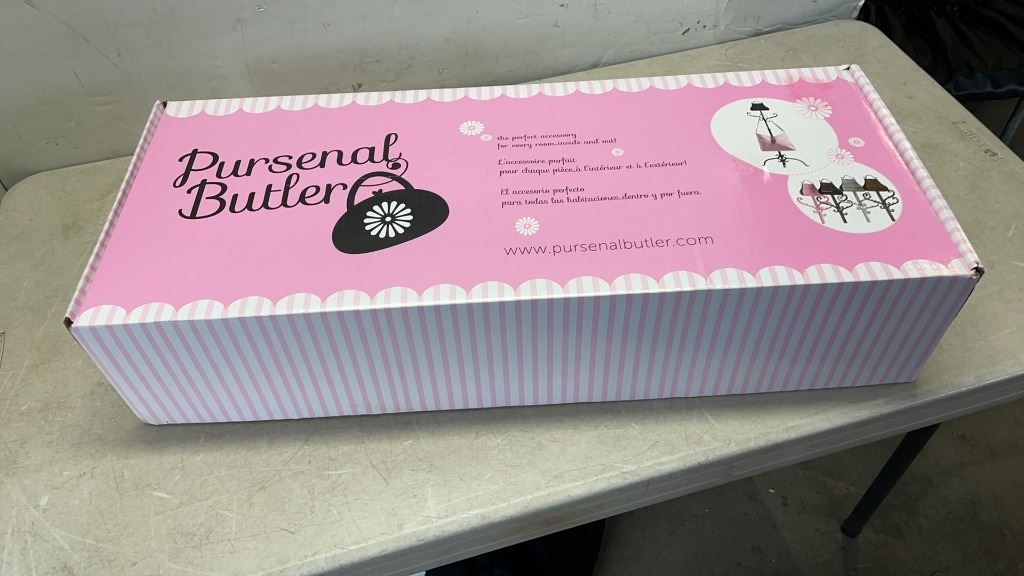 Pursenal
Butler
the perfect accessory
for every room...inside and out!
L'accessoire parfait
pour chaque pièce...à l'intérieur et à l'extérieur!
El accesorio perfecto
para todas las habitaciones...dentro y por fuera.
www.pursenalbutler.com